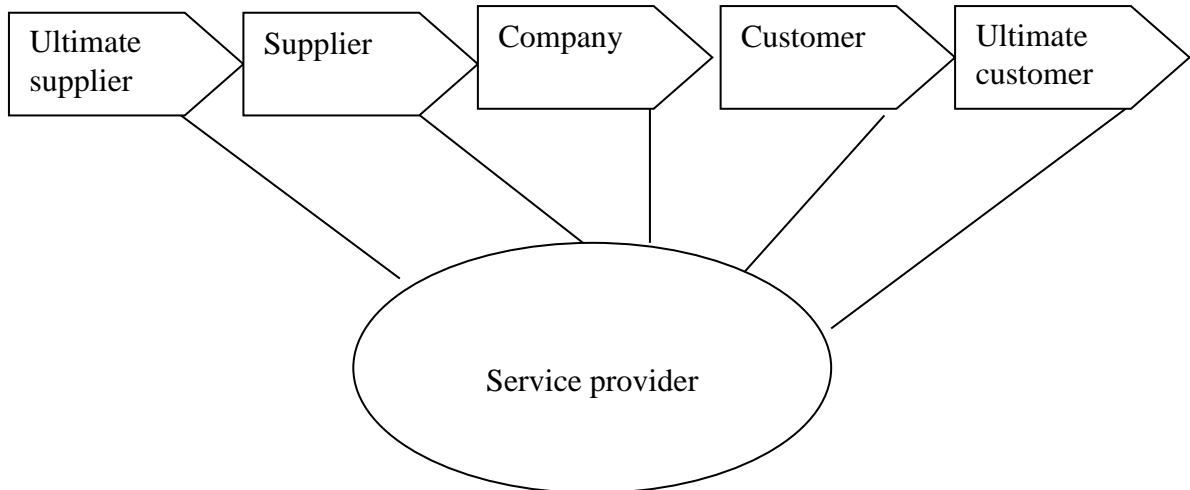 Ultimate
supplier
Supplier
Company
Customer
Ultimate
customer
Service provider